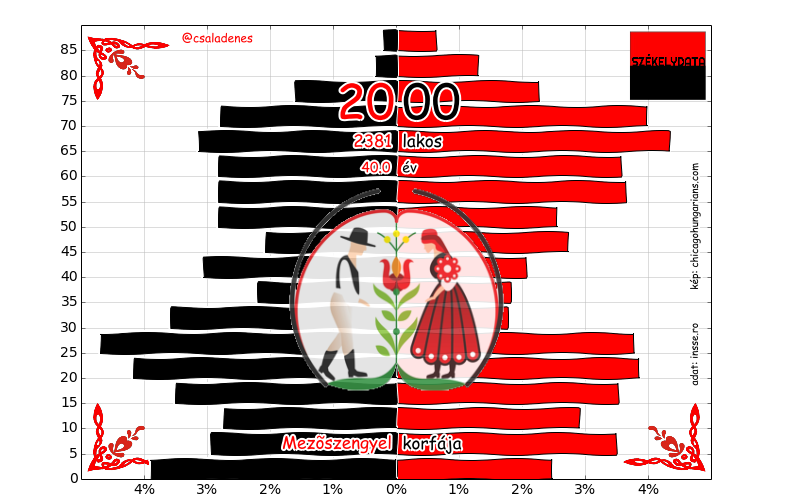 @csaladenes
SZÉKELYDATA
2000
2381 lakos
40.0 év
kép: chicagohungarians.com
adat: insse.ro
Mezőszengyel korfája
85
80
75
70
65
60
55
50
45
40
35
30
25
20
15
10
5
0
4% 3% 2% 1% 0% 1% 2% 3% 4%